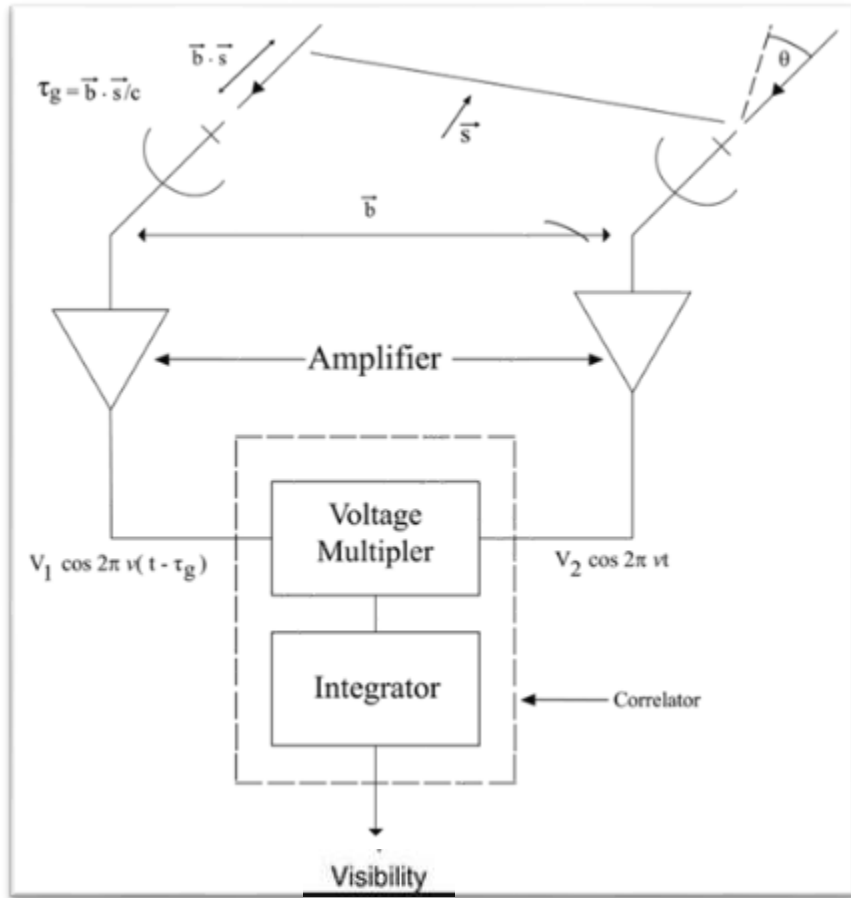 b⃗ · s⃗
θ
τg = b⃗ · s⃗/c
s⃗
b⃗
Amplifier
Voltage
Multipler
V1 cos 2π ν( t - τg )
V2 cos 2π νt
Integrator
Correlator
Visibility